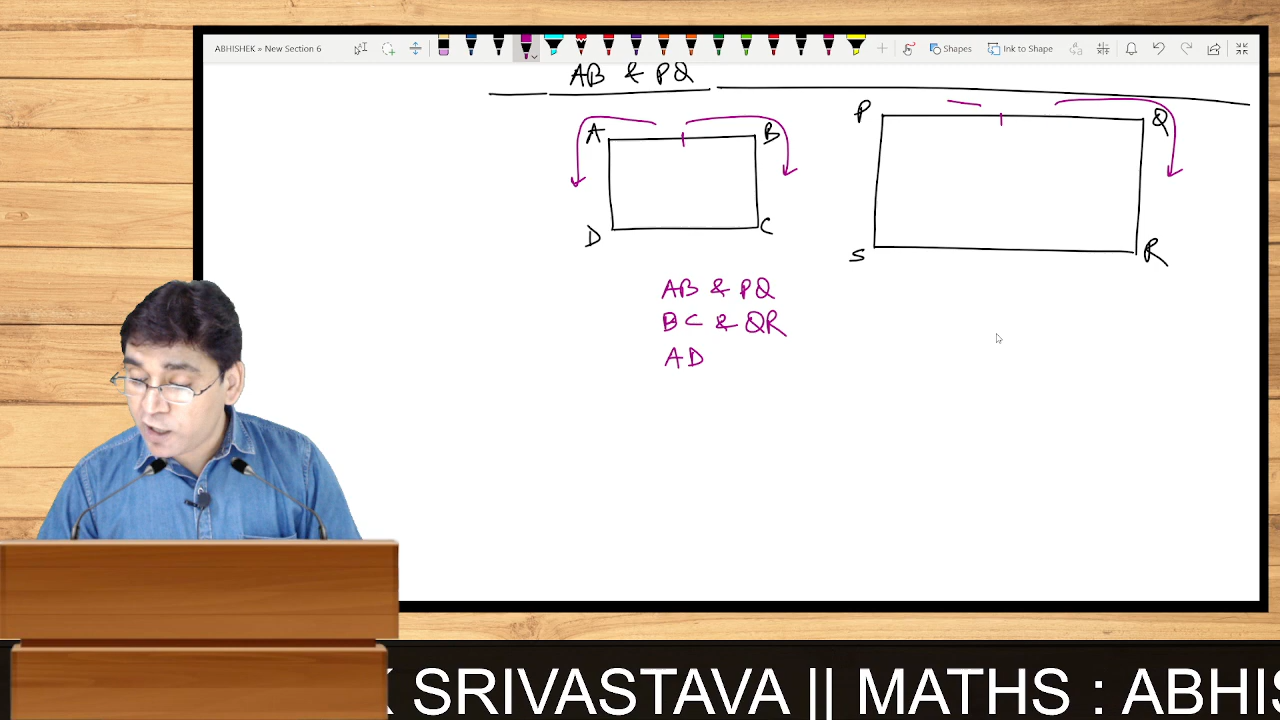 ABHISHEK » New Section 6
Shapes
Ink to Shape
AB & PQ
A
B
D
C
P
Q
S
R
AB & PQ
BC & QR
AD
K SRIVASTAVA || MATHS : ABHIS